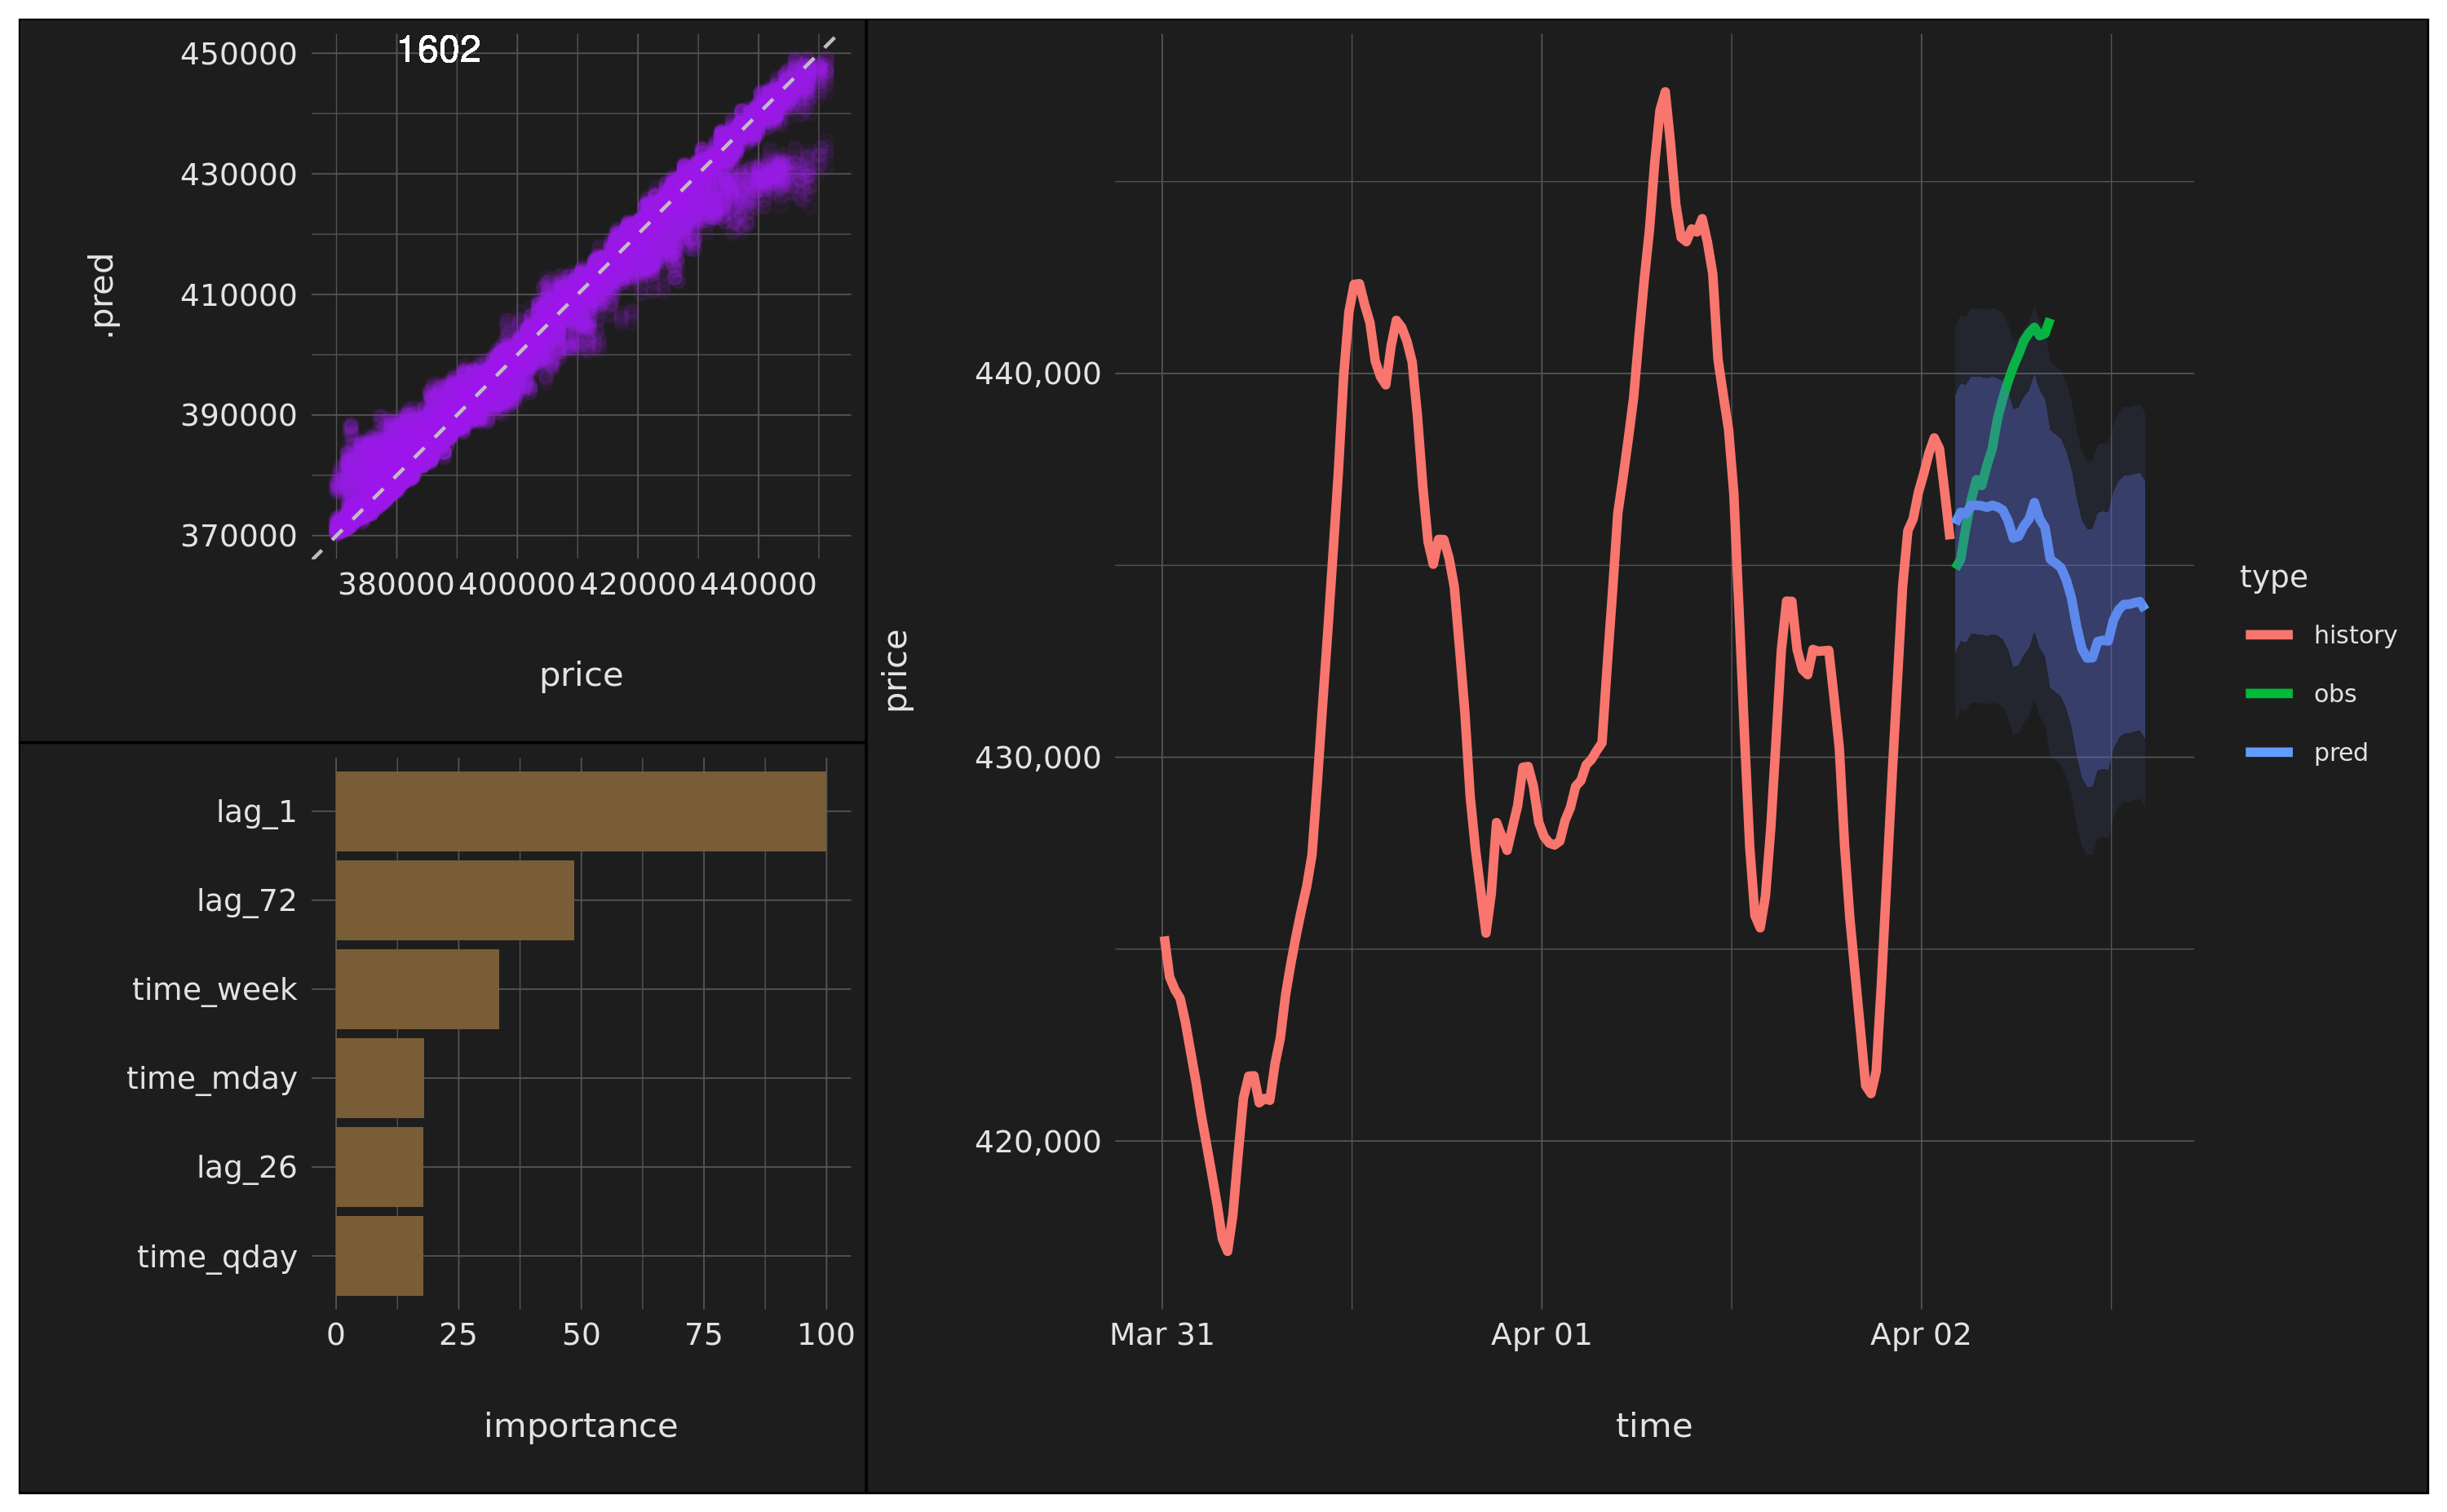 1602
450000
430000
410000
390000
370000
.pred
380000 400000 420000 440000
price
lag_1
lag_72
time_week
time_mday
lag_26
time_qday
0 25 50 75 100
importance
440,000
430,000
420,000
price
Mar 31 Apr 01 Apr 02
time
type
history
obs
pred